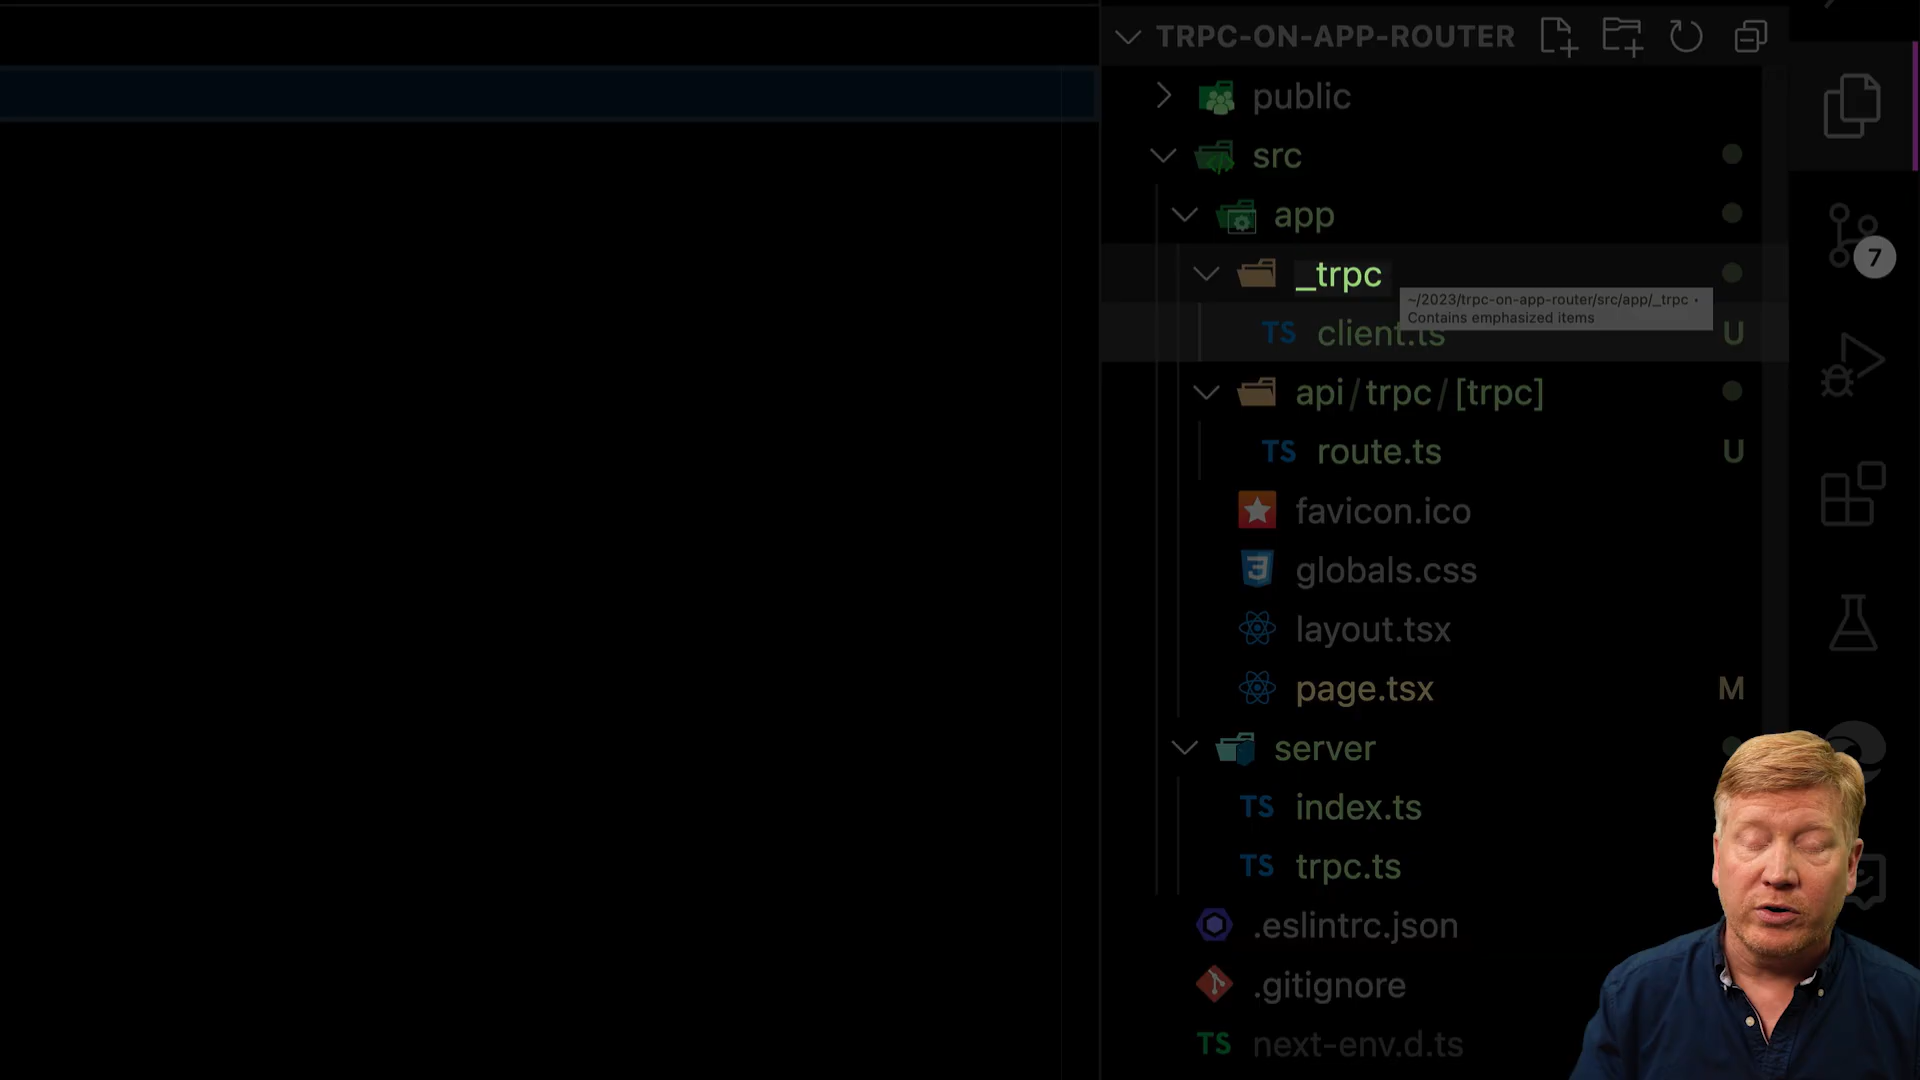 TRPC-ON-APP-ROUTER
public
src
app
_trpc
~/2023/trpc-on-app-router/src/app/_trpc •
Contains emphasized items
TS client.ts U
api/trpc/[trpc]
TS route.ts U
favicon.ico
3 globals.css
layout.tsx
page.tsx M
server
TS index.ts
TS trpc.ts
.eslintrc.json
.gitignore
TS next-env.d.ts
7